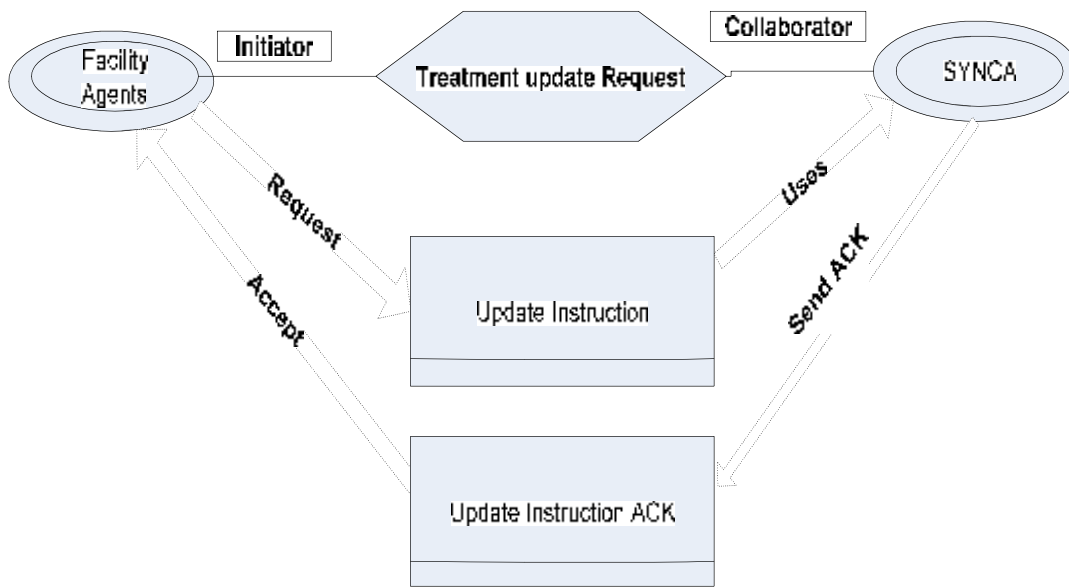 Facility
Agents
Initiator
Treatment update Request
Collaborator
SYNCA
Request
Uses
Update Instruction
Accept
Send ACK
Update Instruction ACK